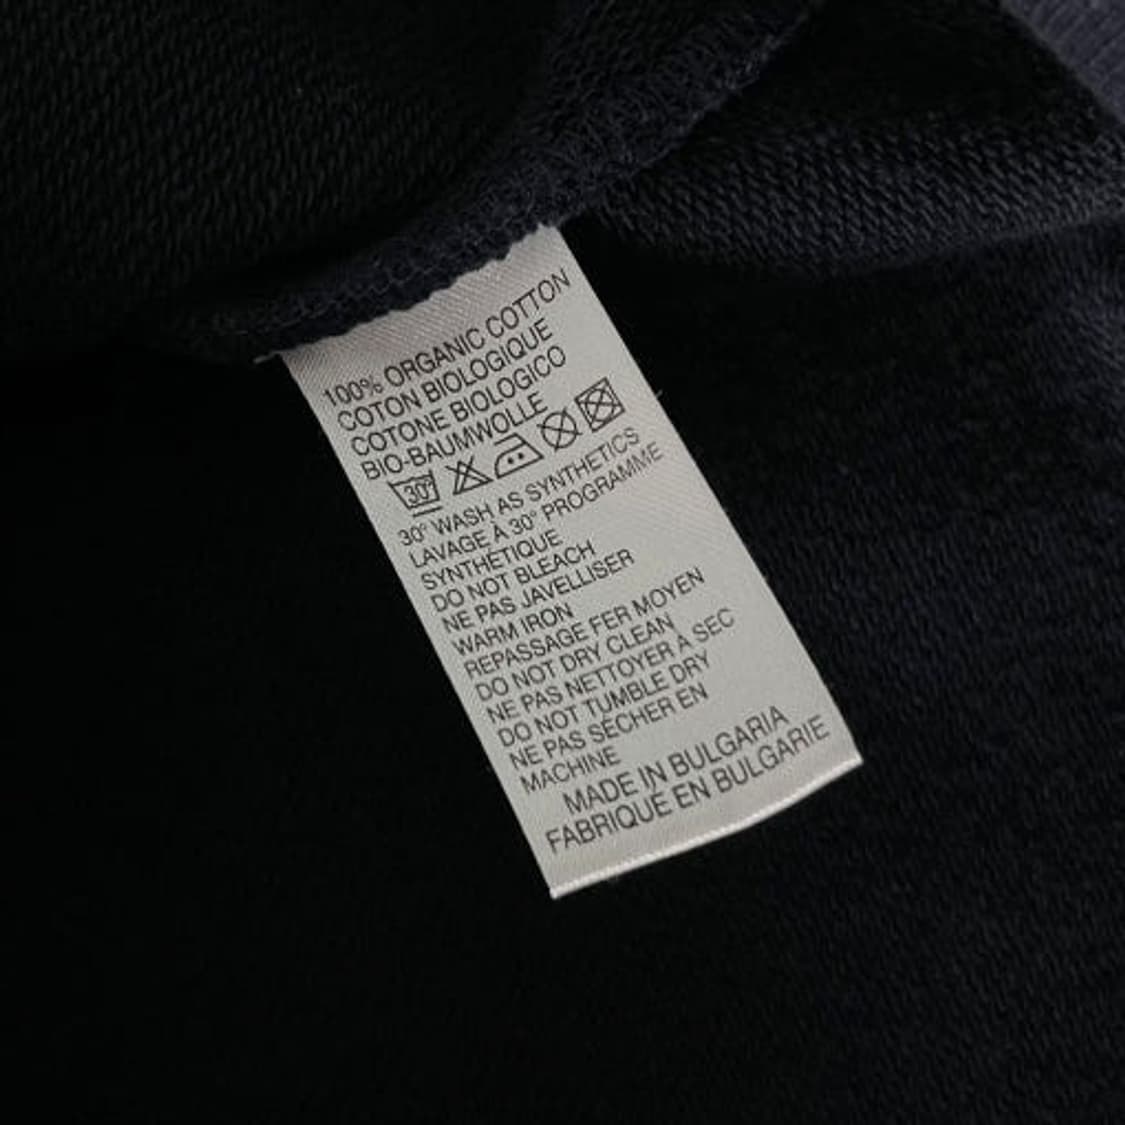 100% ORGANIC COTTON
COTON BIOLOGIQUE
COTONE BIOLOGICO
BIO-BAUMWOLLE
30°
30° WASH AS SYNTHETICS
LAVAGE À 30° PROGRAMME
SYNTHÉTIQUE
DO NOT BLEACH
NE PAS JAVELLISER
WARM IRON
REPASSAGE FER MOYEN
DO NOT DRY CLEAN
NE PAS NETTOYER À SEC
DO NOT TUMBLE DRY
NE PAS SÉCHER EN
MACHINE
MADE IN BULGARIA
FABRIQUÉ EN BULGARIE